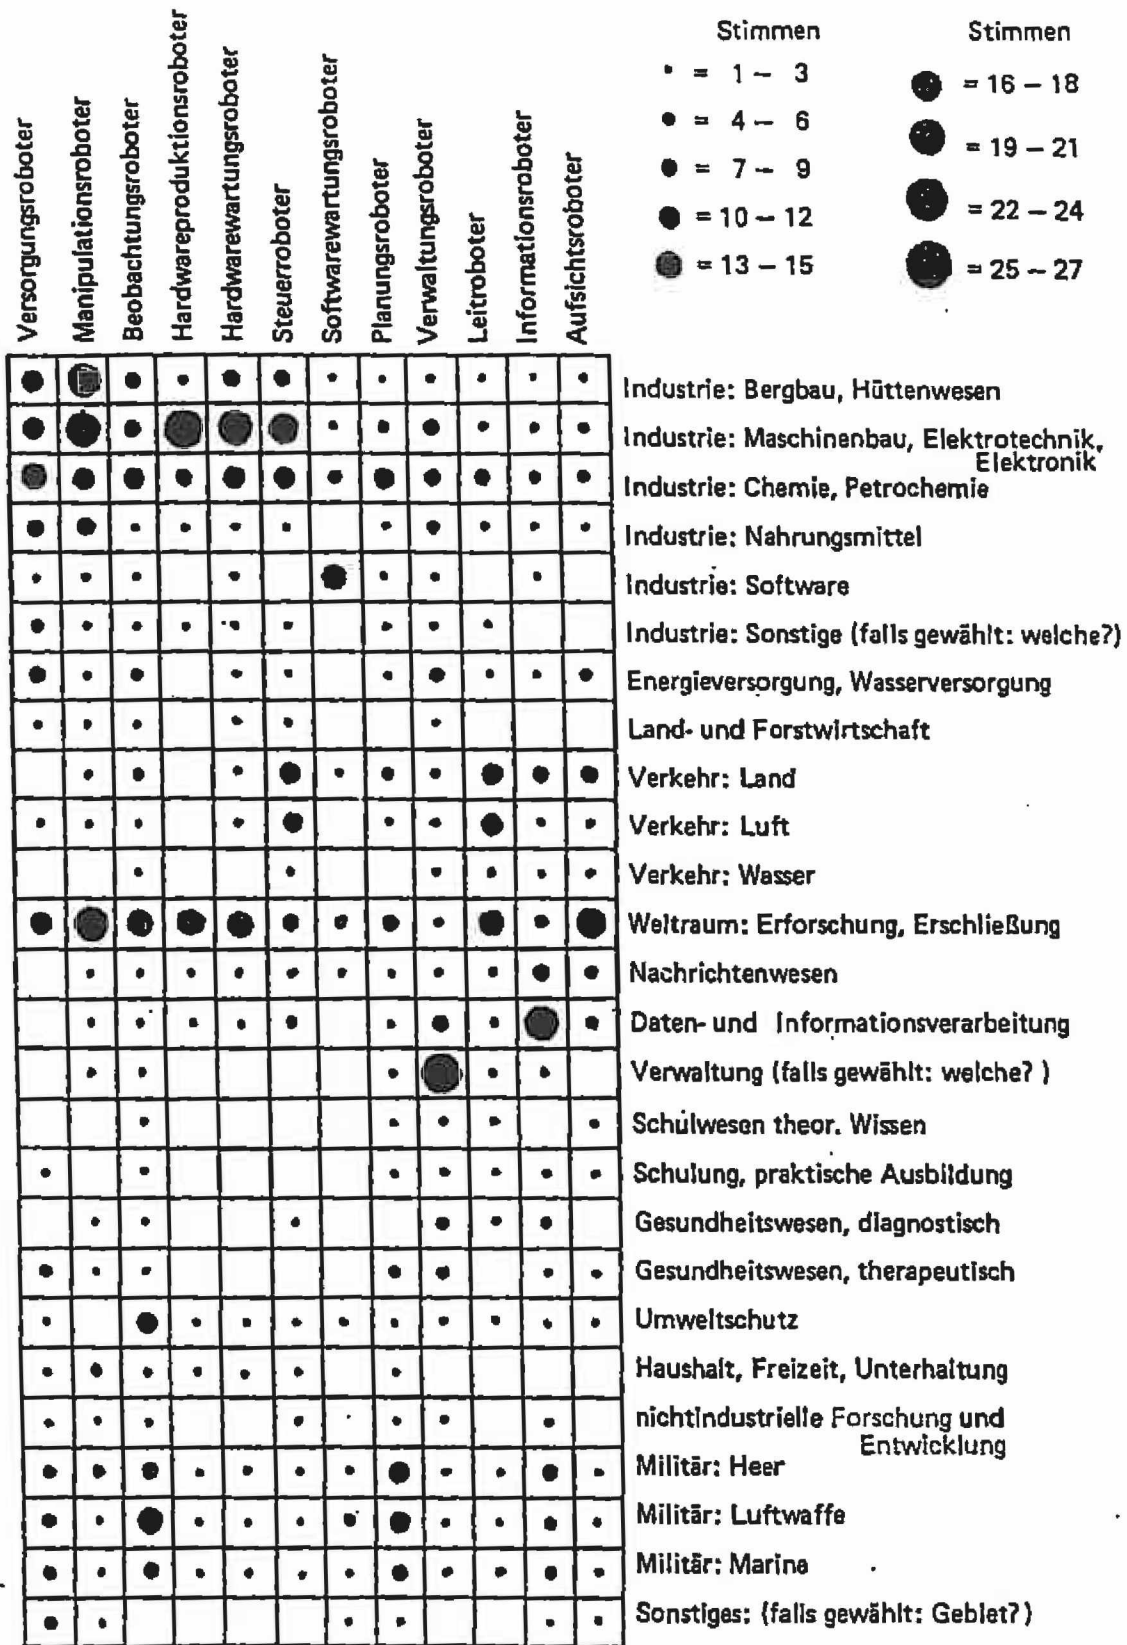 Versorgungsroboter
Manipulationsroboter
Beobachtungsroboter
Hardwareproduktionsroboter
Hardwarewartungsroboter
Steuerroboter
Softwarewartungsroboter
Planungsroboter
Verwaltungsroboter
Leitroboter
Informationsroboter
Aufsichtsroboter
Stimmen
= 1 – 3
= 4 – 6
= 7 – 9
= 10 – 12
= 13 – 15
Stimmen
= 16 – 18
= 19 – 21
= 22 – 24
= 25 – 27
Industrie: Bergbau, Hüttenwesen
Industrie: Maschinenbau, Elektrotechnik,
Elektronik
Industrie: Chemie, Petrochemie
Industrie: Nahrungsmittel
Industrie: Software
Industrie: Sonstige (falls gewählt: welche?)
Energieversorgung, Wasserversorgung
Land- und Forstwirtschaft
Verkehr: Land
Verkehr: Luft
Verkehr: Wasser
Weltraum: Erforschung, Erschließung
Nachrichtenwesen
Daten- und Informationsverarbeitung
Verwaltung (falls gewählt: welche? )
Schulwesen theor. Wissen
Schulung, praktische Ausbildung
Gesundheitswesen, diagnostisch
Gesundheitswesen, therapeutisch
Umweltschutz
Haushalt, Freizeit, Unterhaltung
nichtindustrielle Forschung und
Entwicklung
Militär: Heer
Militär: Luftwaffe
Militär: Marine
Sonstiges: (falls gewählt: Gebiet?)